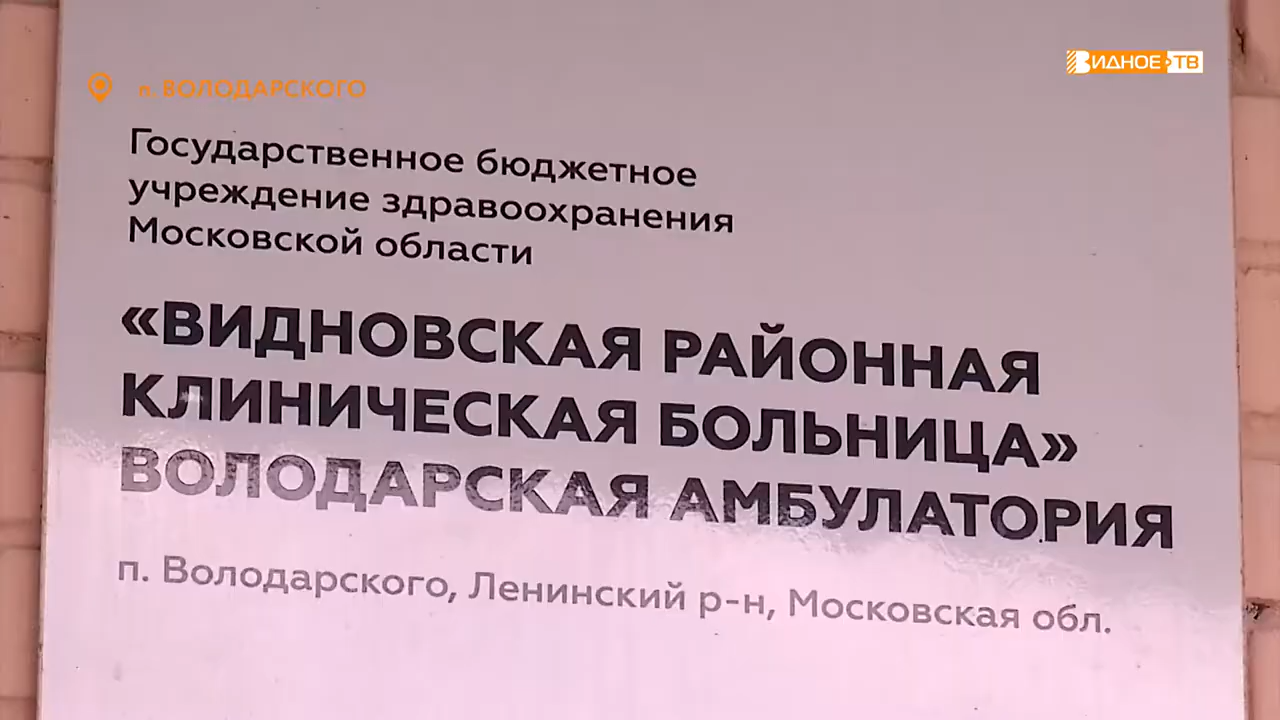 п. ВОЛОДАРСКОГО
ВИДНОЕ ТВ
Государственное бюджетное
учреждение здравоохранения
Московской области
«ВИДНОВСКАЯ РАЙОННАЯ
КЛИНИЧЕСКАЯ БОЛЬНИЦА»
ВОЛОДАРСКАЯ АМБУЛАТОРИЯ
п. Володарского, Ленинский р-н, Московская обл.